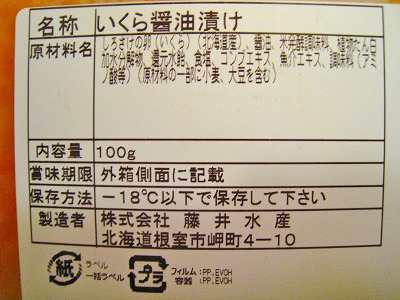 名称 いくら醤油漬け
原材料名 しろさけの卵(いくら)(北海道産)、醤油、米発酵調味料、植物たん白
加水分解物、還元水飴、食塩、コンブエキス、魚介エキス、調味料(アミ
ノ酸等)(原材料の一部に小麦、大豆を含む)
内容量 100g
賞味期限 外箱側面に記載
保存方法 −18℃以下で保存して下さい
製造者 株式会社 藤井水産
北海道根室市岬町4−10
紙 ラベル
一括ラベル
プラ フィルム:PP,EVOH
容器:PP,EVOH